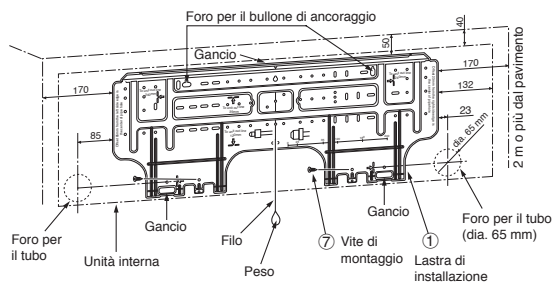 Foro per il bullone di ancoraggio
Gancio
50
40
170
170
132
23
85
dia. 65 mm
2 m o più dal pavimento
Gancio
Gancio
Foro per
il tubo
Unità interna
Filo
Peso
⑦ Vite di
montaggio
① Lastra di
installazione
Foro per il tubo
(dia. 65 mm)